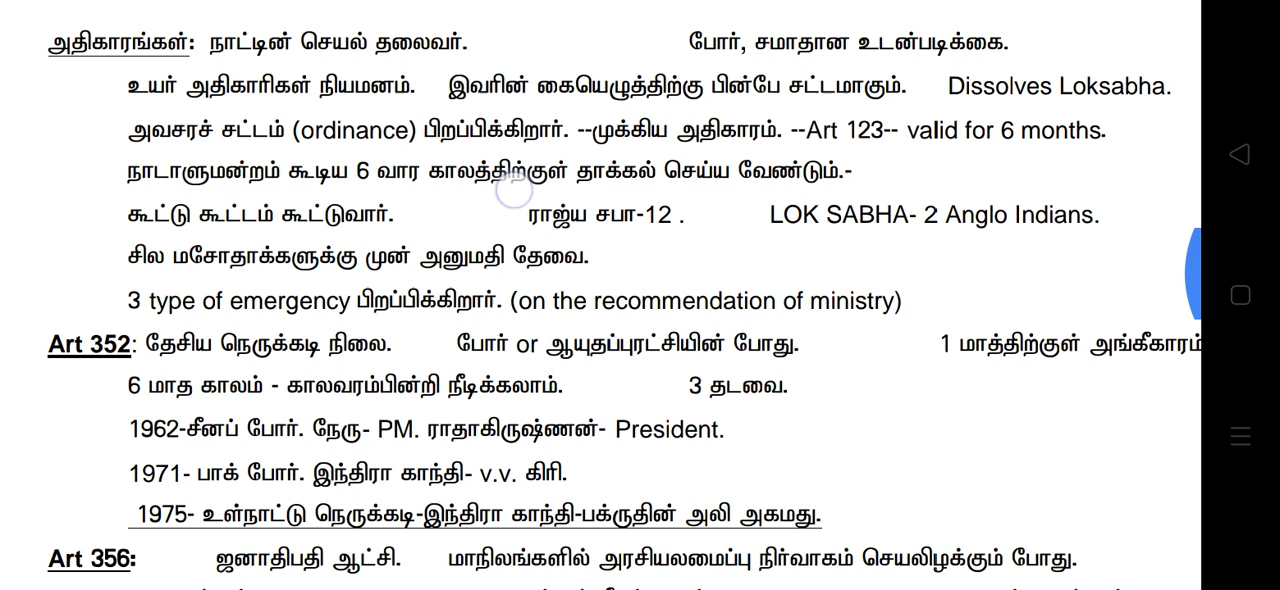 அதிகாரங்கள்: நாட்டின் செயல் தலைவர். போர், சமாதான உடன்படிக்கை.
உயர் அதிகாரிகள் நியமனம். இவரின் கையெழுத்திற்கு பின்பே சட்டமாகும். Dissolves Loksabha.
அவசரச் சட்டம் (ordinance) பிறப்பிக்கிறார். --முக்கிய அதிகாரம். --Art 123-- valid for 6 months.
நாடாளுமன்றம் கூடிய 6 வார காலத்திற்குள் தாக்கல் செய்ய வேண்டும்.-
கூட்டு கூட்டம் கூட்டுவார். ராஜ்ய சபா-12 . LOK SABHA- 2 Anglo Indians.
சில மசோதாக்களுக்கு முன் அனுமதி தேவை.
3 type of emergency பிறப்பிக்கிறார். (on the recommendation of ministry)
Art 352: தேசிய நெருக்கடி நிலை. போர் or ஆயுதப்புரட்சியின் போது. 1 மாத்திற்குள் அங்கீகாரம்
6 மாத காலம் - காலவரம்பின்றி நீடிக்கலாம். 3 தடவை.
1962-சீனப் போர். நேரு- PM. ராதாகிருஷ்ணன்- President.
1971- பாக் போர். இந்திரா காந்தி- v.v. கிரி.
1975- உள்நாட்டு நெருக்கடி-இந்திரா காந்தி-பக்ருதின் அலி அகமது.
Art 356: ஜனாதிபதி ஆட்சி. மாநிலங்களில் அரசியலமைப்பு நிர்வாகம் செயலிழக்கும் போது.